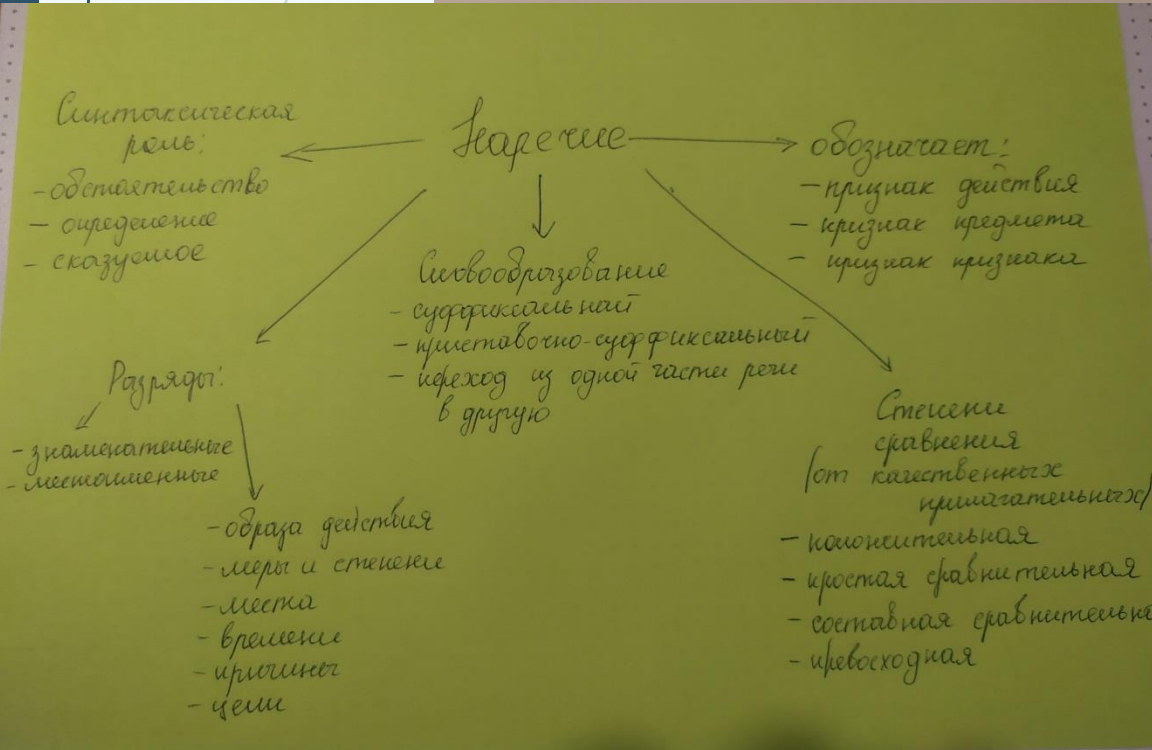 Наречие
Синтаксическая
роль:
- обстоятельство
- определение
- сказуемое
обозначает:
- признак действия
- признак предмета
- признак признака
Словообразование
- суффиксальный
- приставочно-суффиксальный
- переход из одной части речи
в другую
Разряды:
- знаменательные
- местоименные
- образа действия
- меры и степени
- места
- времени
- причины
- цели
Степени
сравнения
(от качественных
прилагательных)
- положительная
- простая сравнительная
- составная сравнительна
- превосходная